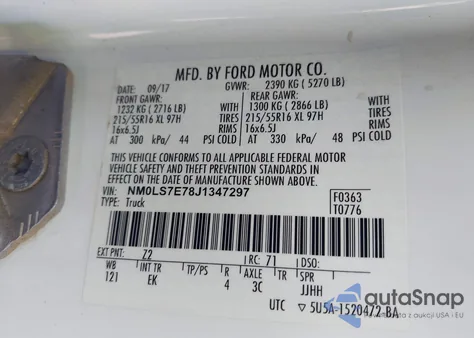 MFD. BY FORD MOTOR CO.
DATE: 09/17 GVWR: 2390 KG ( 5270 LB)
FRONT GAWR: REAR GAWR:
1232 KG ( 2716 LB) 1300 KG ( 2866 LB)
215/55R16 XL 97H TIRES 215/55R16 XL 97H TIRES
16x6.5J RIMS 16x6.5J RIMS
AT 300 kPa/ 44 PSI COLD AT 330 kPa/ 48 PSI COLD
THIS VEHICLE CONFORMS TO ALL APPLICABLE FEDERAL MOTOR
VEHICLE SAFETY AND THEFT PREVENTION STANDARDS IN
EFFECT ON THE DATE OF MANUFACTURE SHOWN ABOVE.
VIN: NM0LS7E78J1347297 F0363
TYPE: Truck T0776
EXT PNT: Z2 RC: 71 DSO:
WB INT TR TP/PS R AXLE TR SPR
121 EK 4 3C JJHH
UTC ▽ 5U5A-1520472-BA
autoSnap